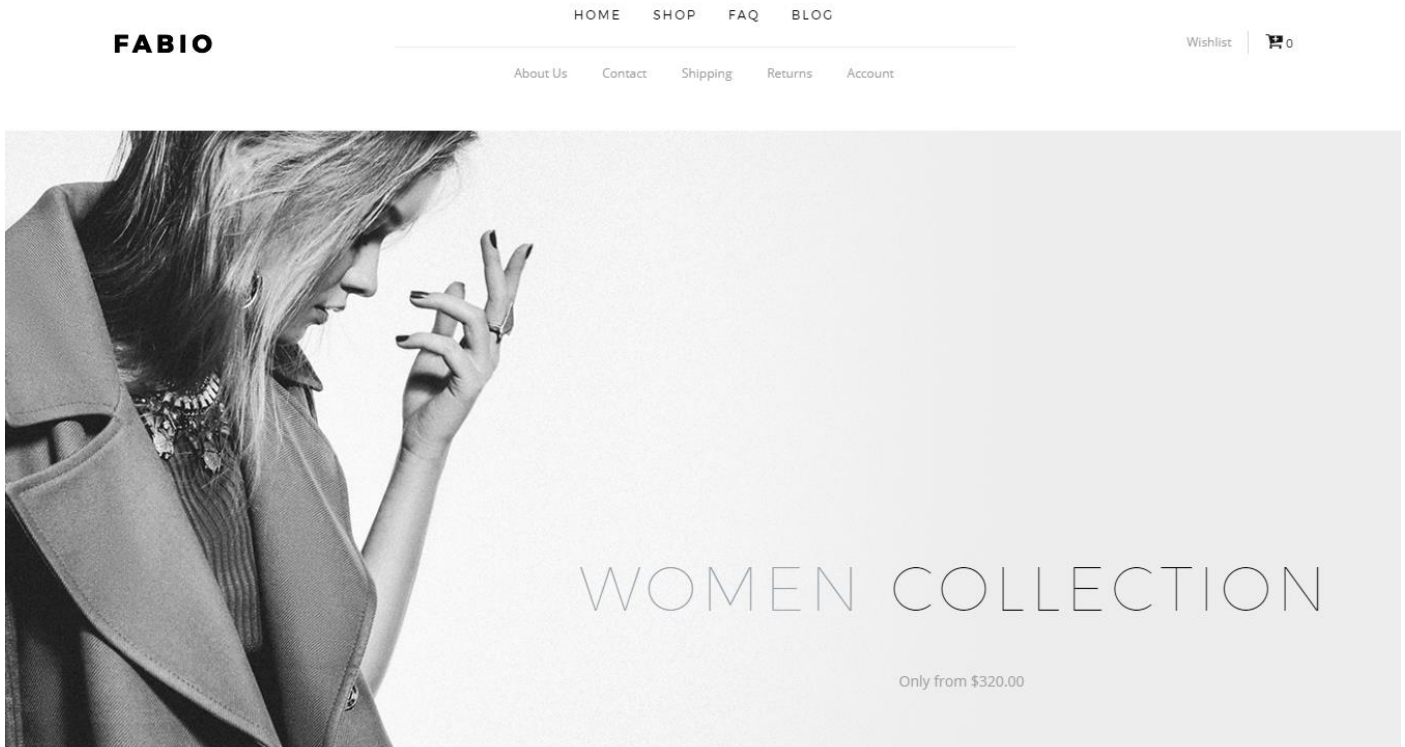 FABIO
HOME SHOP FAQ BLOG
About Us Contact Shipping Returns Account
Wishlist 0
WOMEN COLLECTION
Only from $320.00